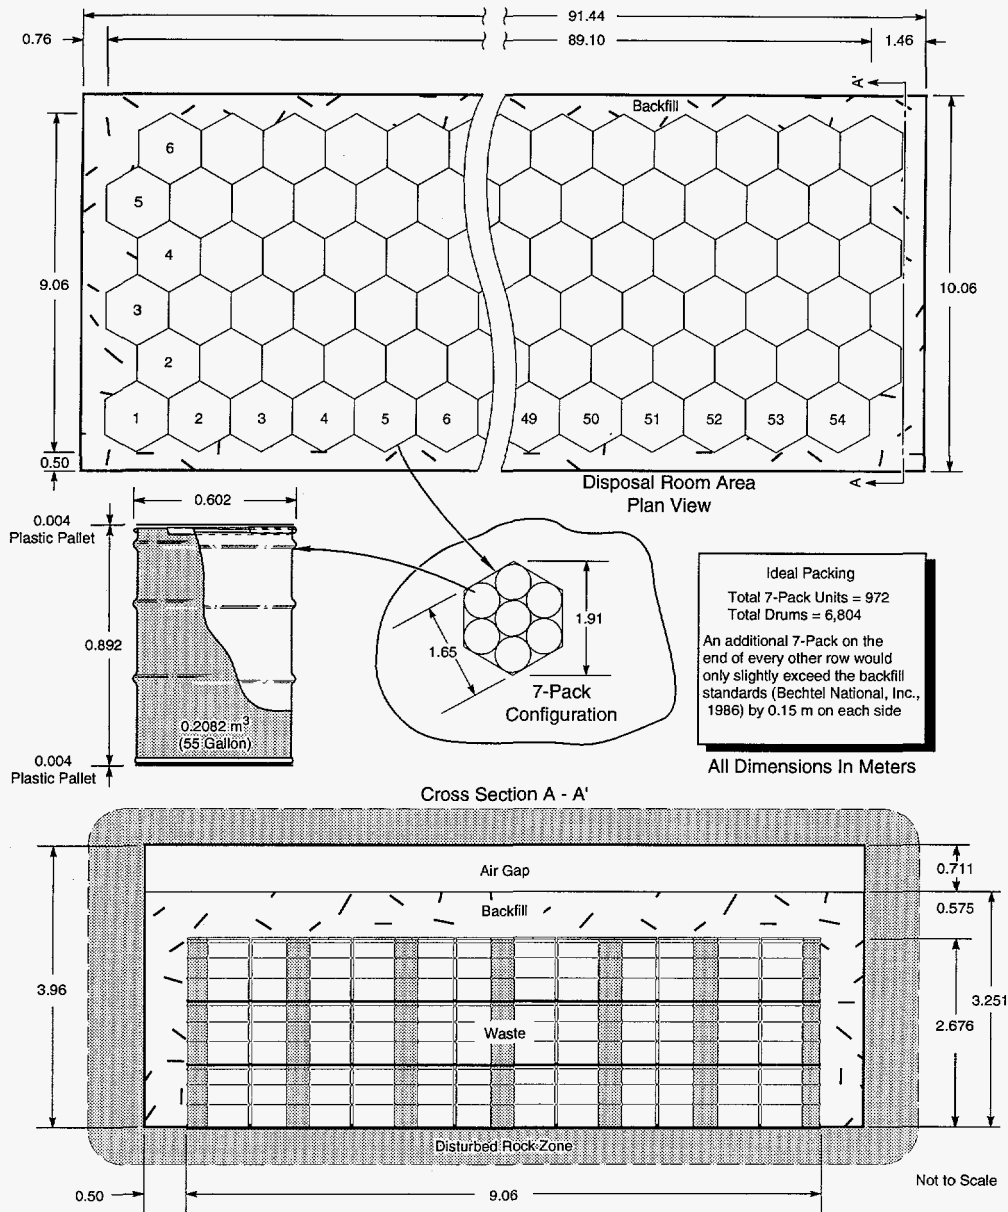 91.44
0.76
89.10
1.46
A'
Backfill
6
5
4
3
2
9.06
10.06
1
2
3
4
5
6
49
50
51
52
53
54
0.50
A
Disposal Room Area
Plan View
0.602
0.004
Plastic Pallet
0.892
0.2082 m³
(55 Gallon)
0.004
Plastic Pallet
1.65
1.91
7-Pack
Configuration
Ideal Packing
Total 7-Pack Units = 972
Total Drums = 6,804
An additional 7-Pack on the
end of every other row would
only slightly exceed the backfill
standards (Bechtel National, Inc.,
1986) by 0.15 m on each side
All Dimensions In Meters
Cross Section A - A'
Air Gap
0.711
Backfill
0.575
3.96
3.251
2.676
Waste
Disturbed Rock Zone
Not to Scale
0.50
9.06